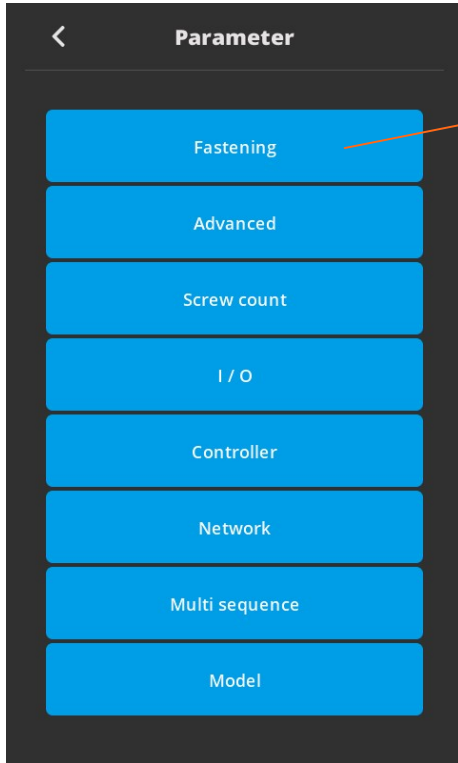 Parameter
Fastening
Advanced
Screw count
I / O
Controller
Network
Multi sequence
Model